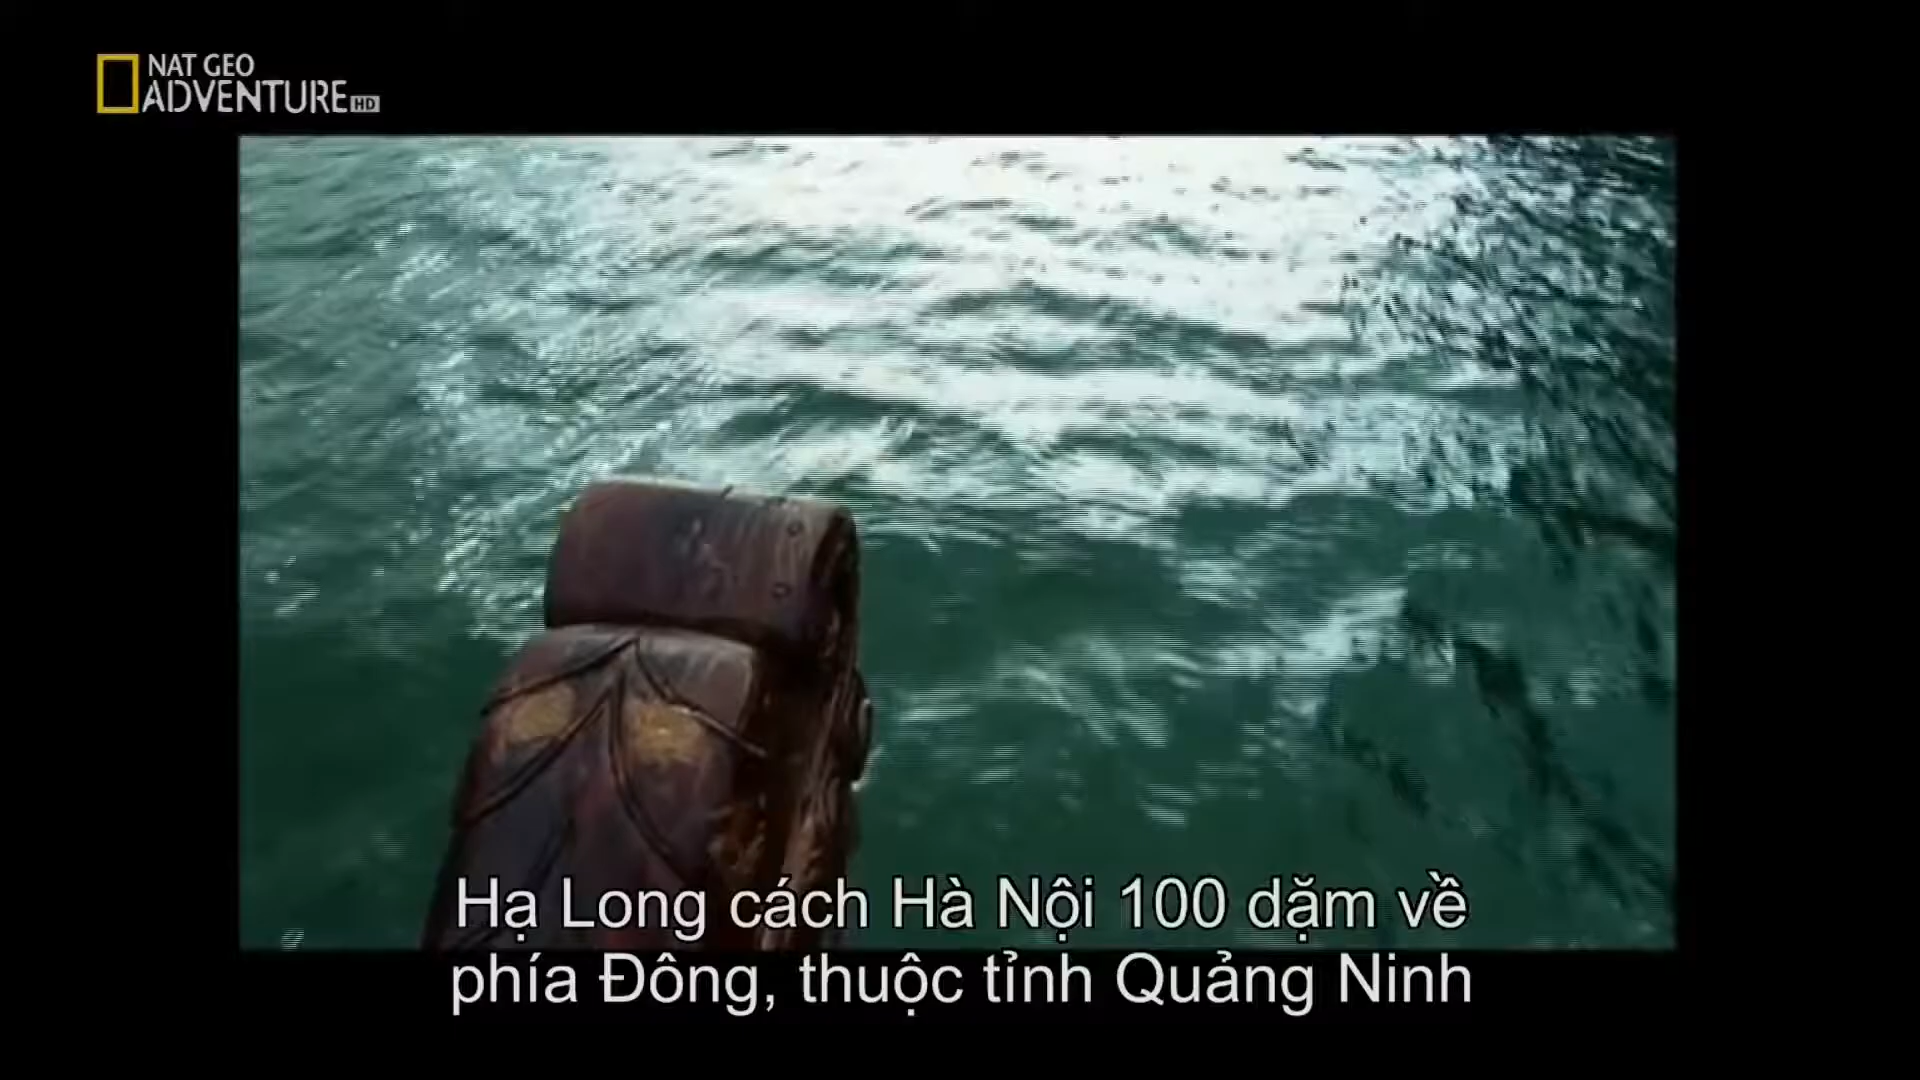 NAT GEO
ADVENTURE HD
Hạ Long cách Hà Nội 100 dặm về
phía Đông, thuộc tỉnh Quảng Ninh